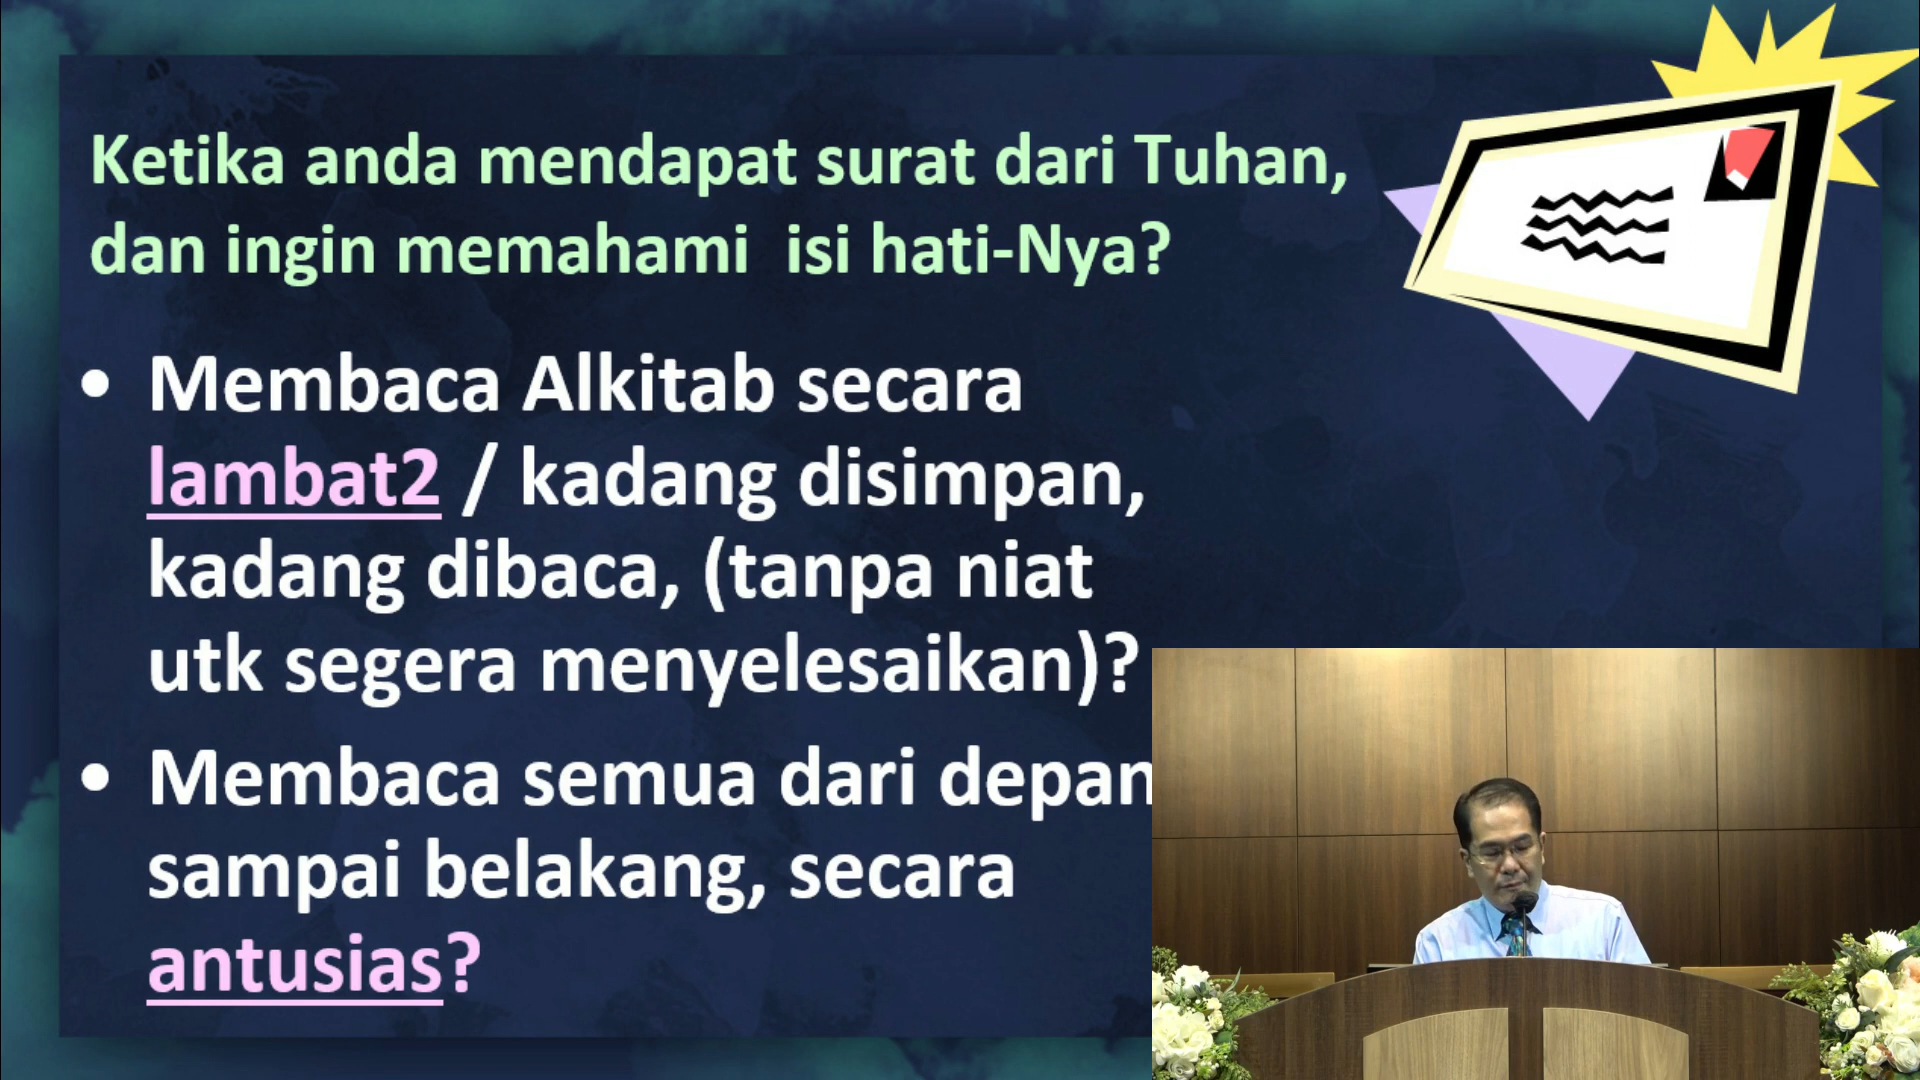 Ketika anda mendapat surat dari Tuhan,
dan ingin memahami isi hati-Nya?
• Membaca Alkitab secara
lambat2 / kadang disimpan,
kadang dibaca, (tanpa niat
utk segera menyelesaikan)?
• Membaca semua dari depan
sampai belakang, secara
antusias?